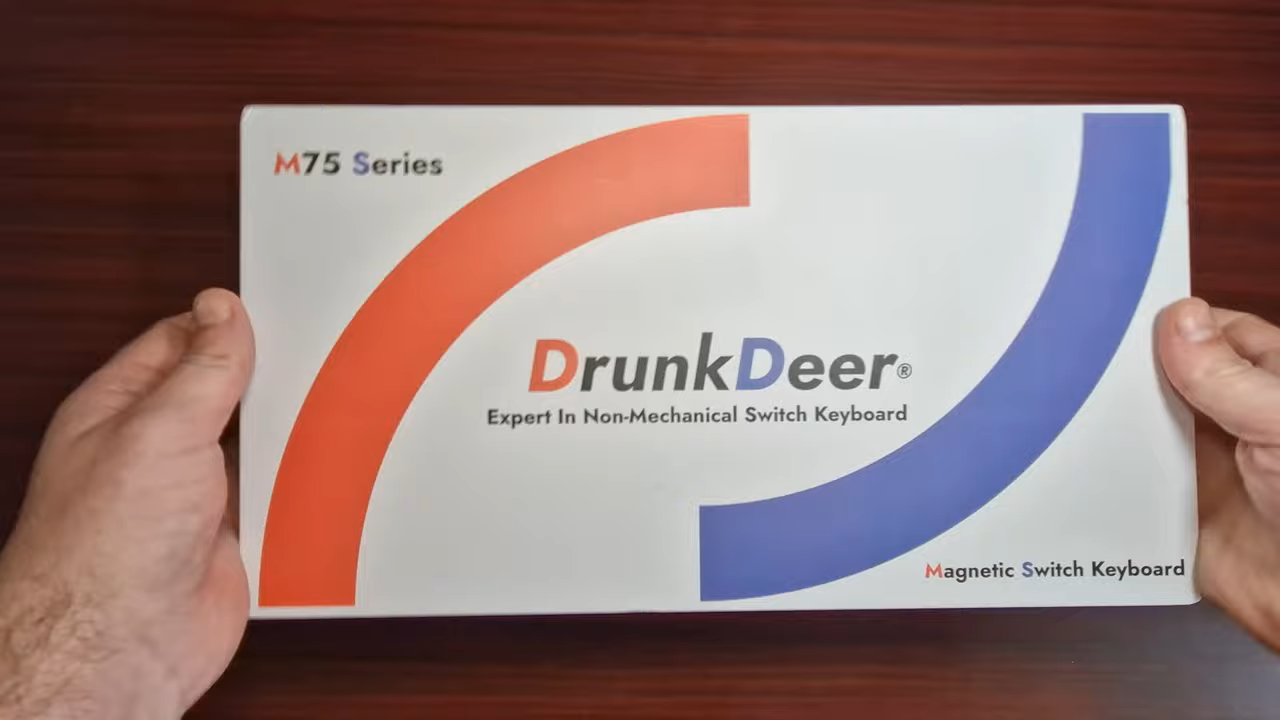 M75 Series
DrunkDeer®
Expert In Non-Mechanical Switch Keyboard
Magnetic Switch Keyboard